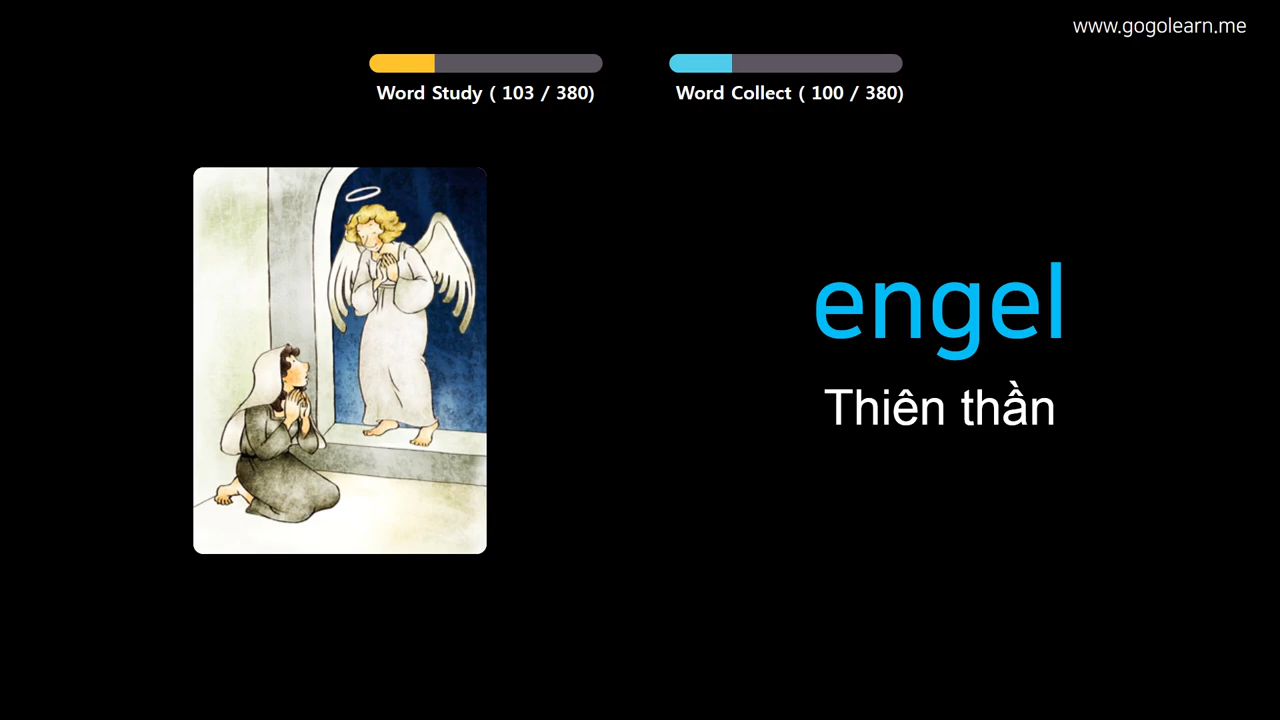 www.gogolearn.me
Word Study ( 103 / 380)
Word Collect ( 100 / 380)
engel
Thiên thần